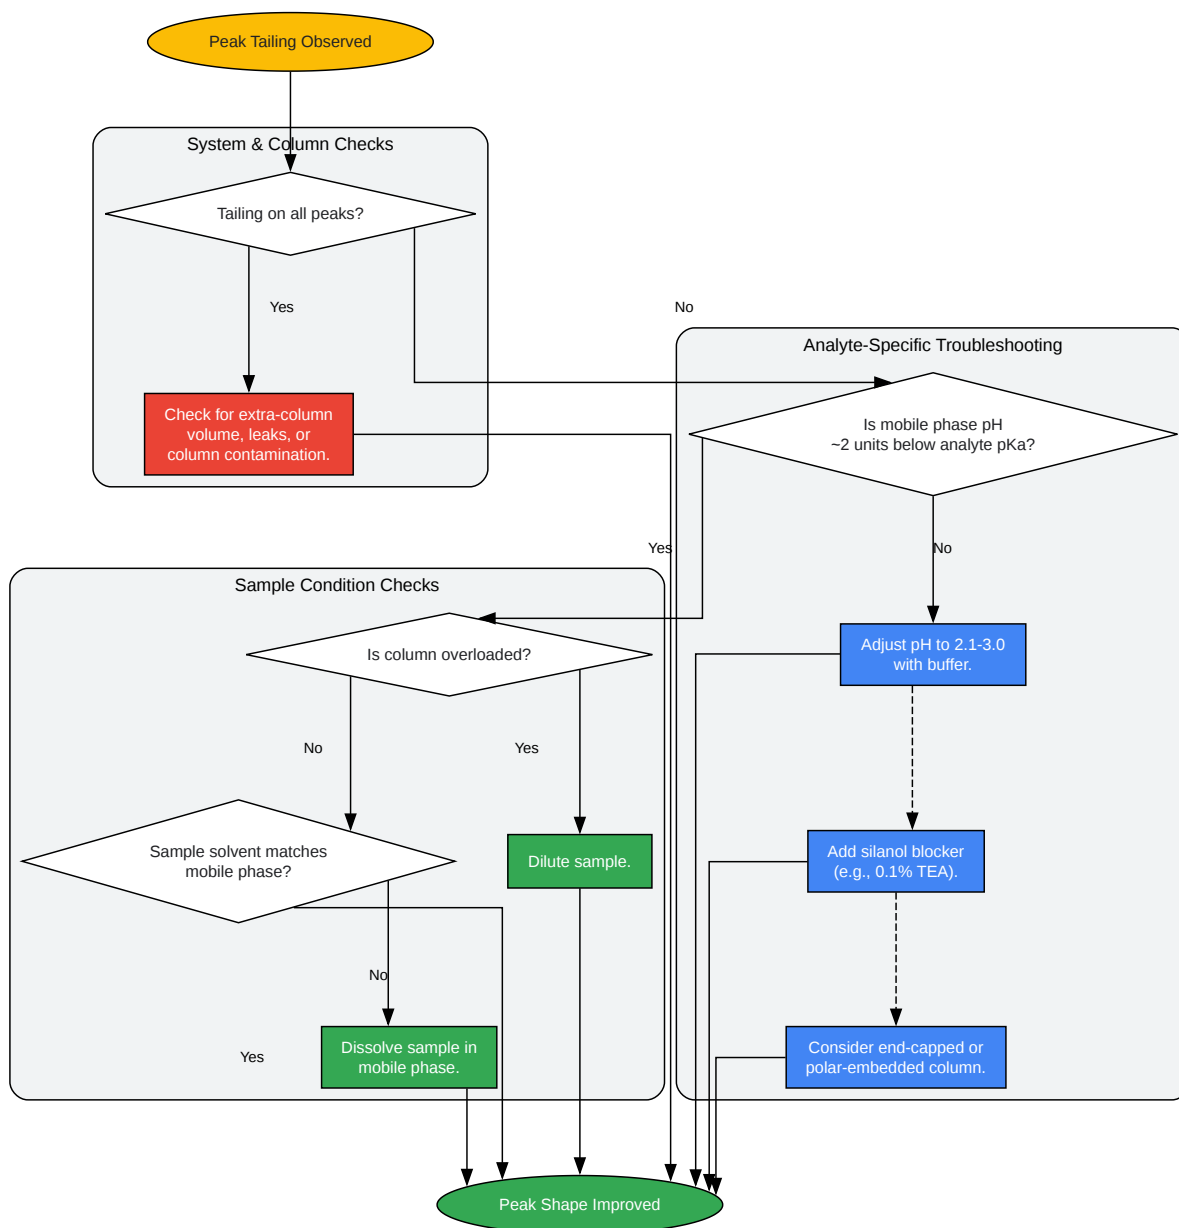 Peak Tailing Observed
System & Column Checks
Tailing on all peaks?
Yes
No
Check for extra-column
volume, leaks, or
column contamination.
Analyte-Specific Troubleshooting
Is mobile phase pH
~2 units below analyte pKa?
Yes
No
Sample Condition Checks
Is column overloaded?
Adjust pH to 2.1-3.0
with buffer.
No
Yes
Sample solvent matches
mobile phase?
Dilute sample.
Add silanol blocker
(e.g., 0.1% TEA).
No
Yes
Dissolve sample in
mobile phase.
Consider end-capped or
polar-embedded column.
Peak Shape Improved